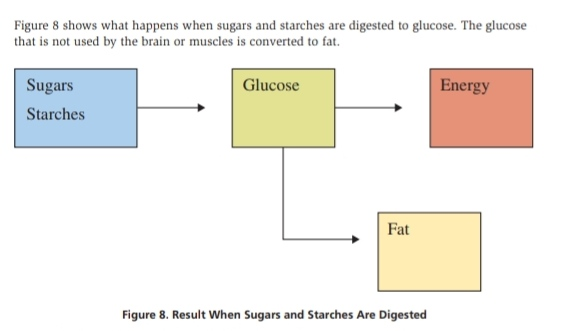 Figure 8 shows what happens when sugars and starches are digested to glucose. The glucose
that is not used by the brain or muscles is converted to fat.
Sugars
Starches
Glucose
Energy
Fat
Figure 8. Result When Sugars and Starches Are Digested